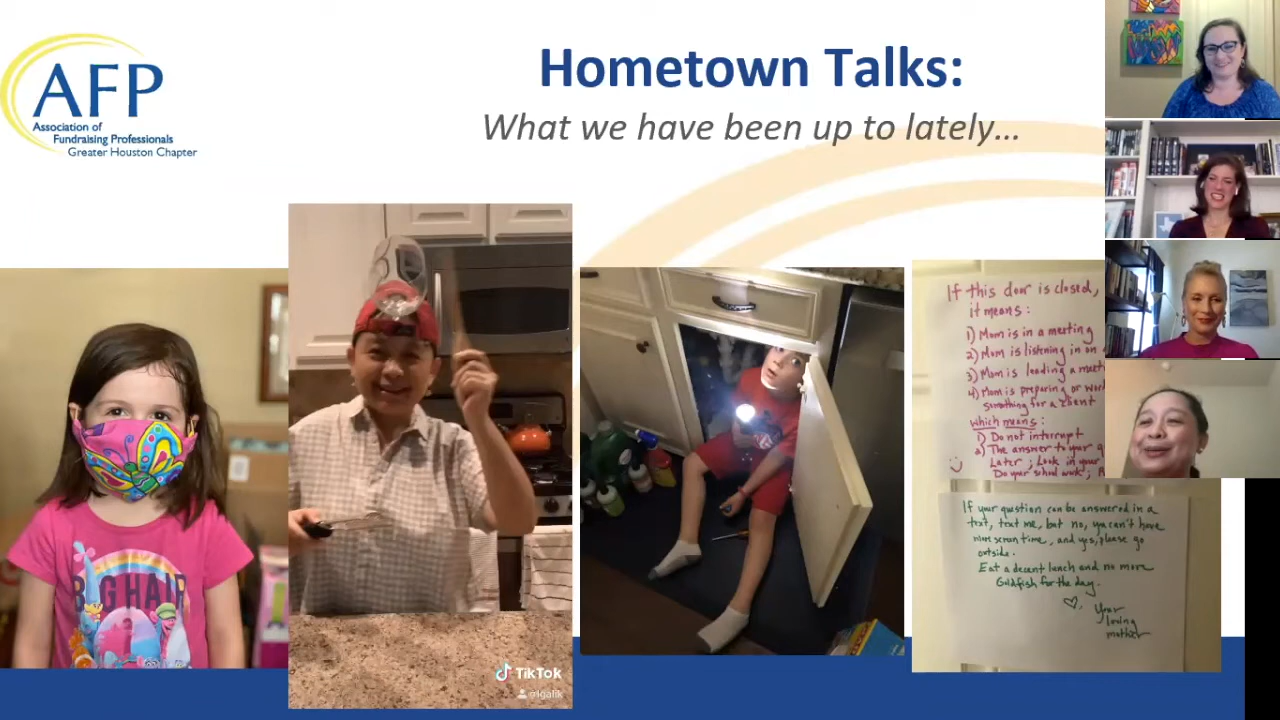 AFP
Association of
Fundraising Professionals
Greater Houston Chapter
Hometown Talks:
What we have been up to lately...
BIG HAIR
TikTok
If this door is closed,
it means:
1) Mom is in a meeting
2) Mom is listening in on
3) Mom is leading a meet
4) Mom is preparing or work
something for a client
which means:
1) Do not interrupt
2) The answer to your q
Later; Look in your
Do your school work,
If your question can be answered in a
text, text me, but no, you can't have
more screen time, and yes, please go
outside.
Eat a decent lunch and no more
Goldfish for the day.
Your
loving
mother